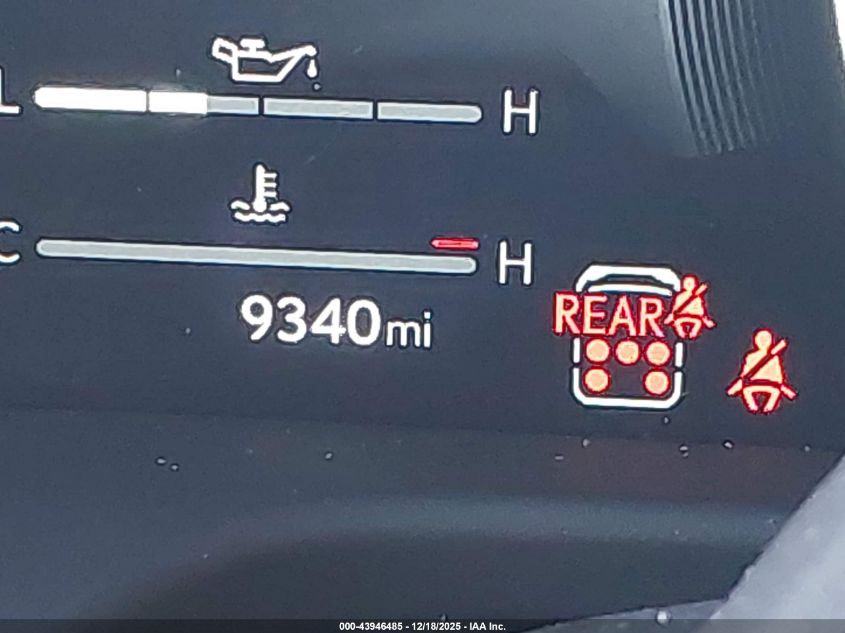 L H
C H
9340mi
REAR
000-43946485 - 12/18/2025 - IAA Inc.